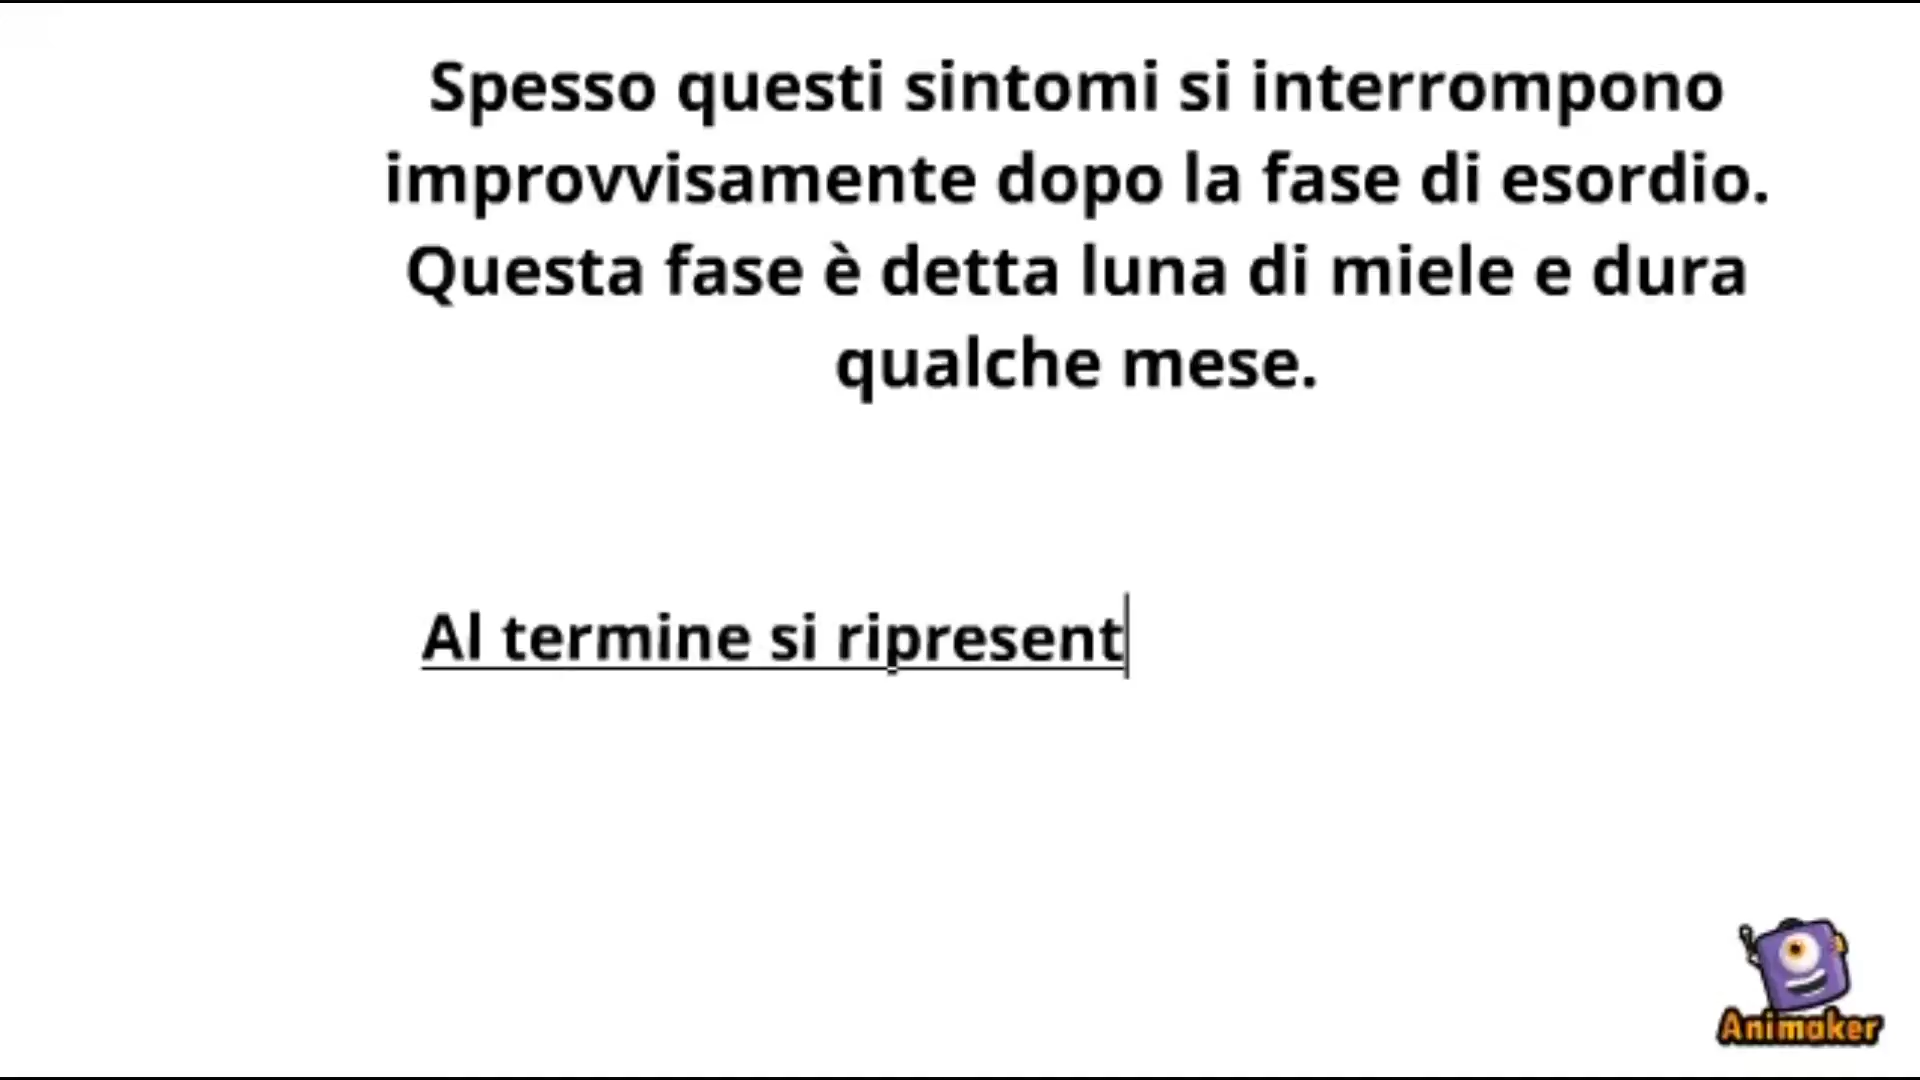 Spesso questi sintomi si interrompono
improvvisamente dopo la fase di esordio.
Questa fase è detta luna di miele e dura
qualche mese.
Al termine si ripresent
Animaker